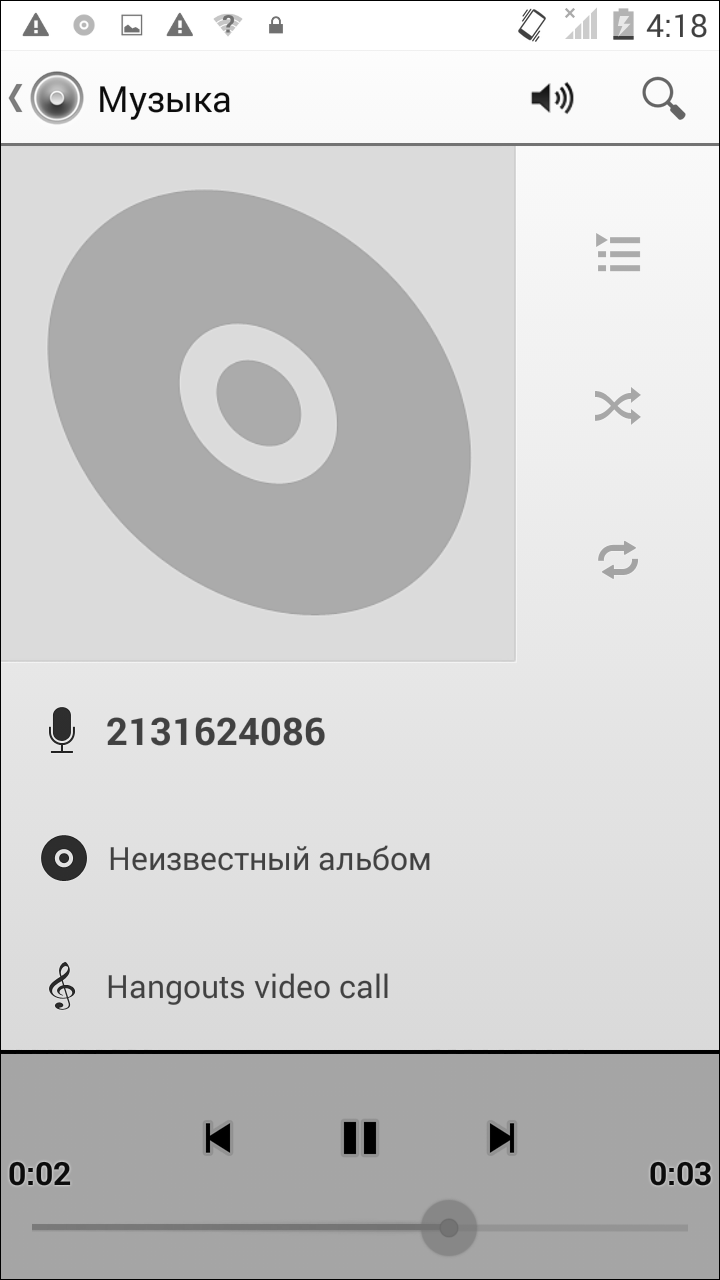 4:18
Музыка
2131624086
Неизвестный альбом
Hangouts video call
0:02
0:03